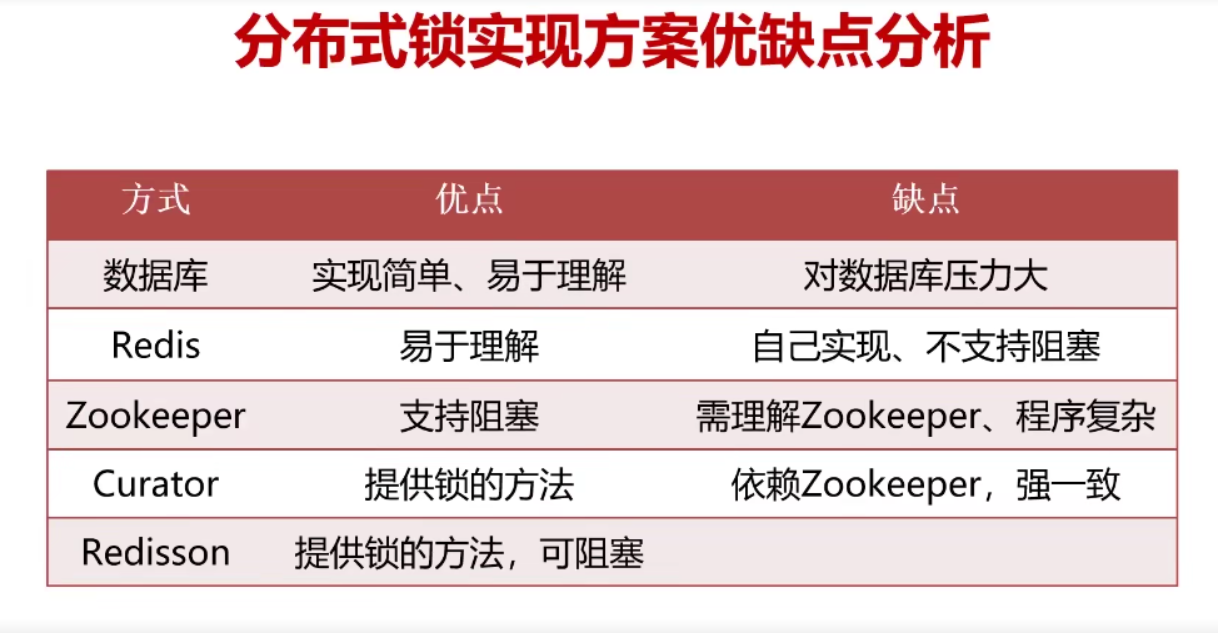 分布式锁实现方案优缺点分析
方式 优点 缺点
数据库 实现简单、易于理解 对数据库压力大
Redis 易于理解 自己实现、不支持阻塞
Zookeeper 支持阻塞 需理解Zookeeper、程序复杂
Curator 提供锁的方法 依赖Zookeeper，强一致
Redisson 提供锁的方法，可阻塞